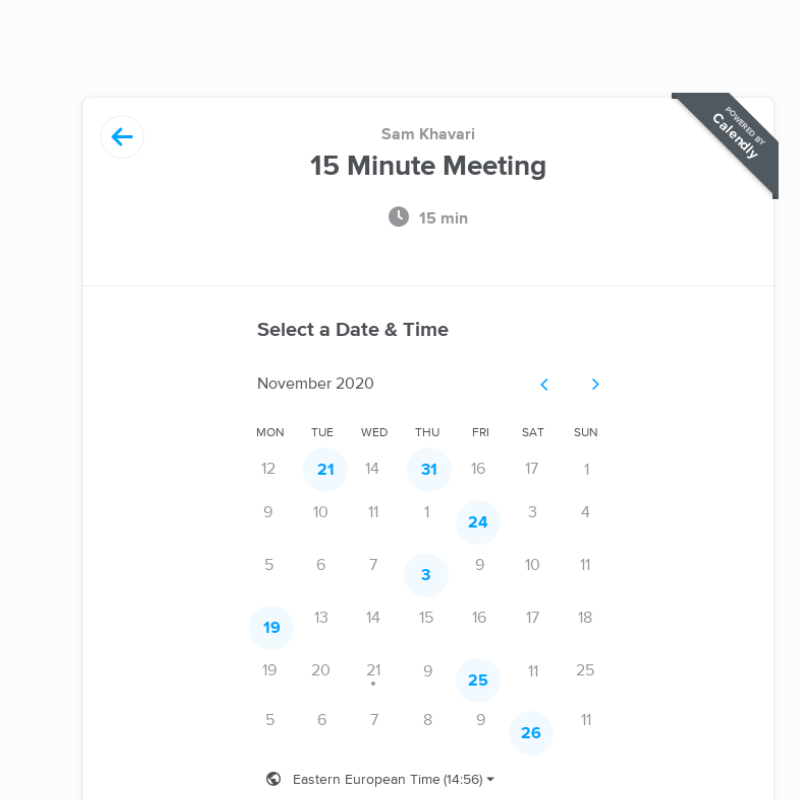 POWERED BY
Calendly
Sam Khavari
15 Minute Meeting
15 min
Select a Date & Time
November 2020
MON TUE WED THU FRI SAT SUN
12 21 14 31 16 17 1
9 10 11 1 24 3 4
5 6 7 3 9 10 11
19 13 14 15 16 17 18
19 20 21 9 25 11 25
5 6 7 8 9 26 11
Eastern European Time (14:56)